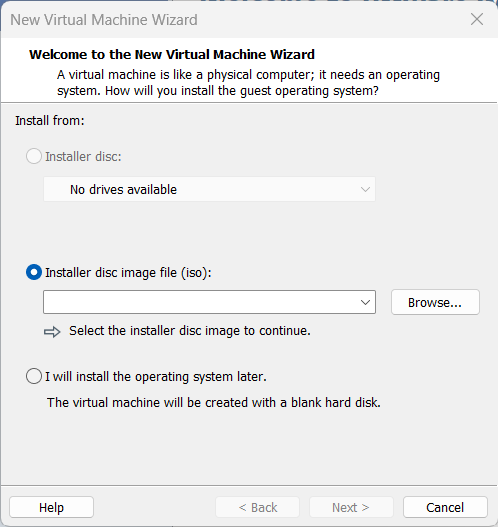 New Virtual Machine Wizard
Welcome to the New Virtual Machine Wizard
A virtual machine is like a physical computer; it needs an operating
system. How will you install the guest operating system?
Install from:
Installer disc:
No drives available
Installer disc image file (iso):
Browse...
Select the installer disc image to continue.
I will install the operating system later.
The virtual machine will be created with a blank hard disk.
Help
< Back
Next >
Cancel